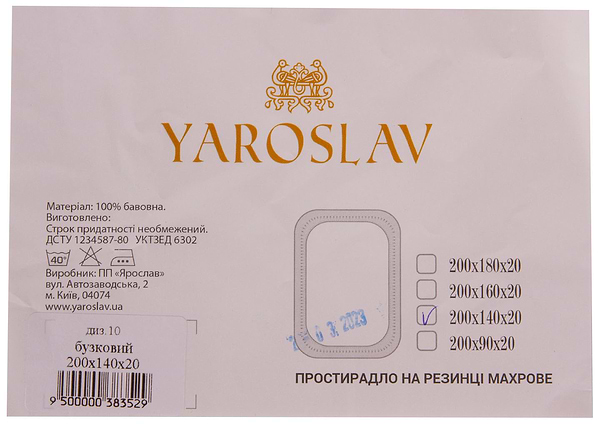 YAROSLAV
Матеріал: 100% бавовна.
Виготовлено:
Строк придатності необмежений.
ДСТУ 1234587-80 УКТЗЕД 6302
40°
Виробник: ПП «Ярослав»
вул. Автозаводська, 2
м. Київ, 04074
www.yaroslav.ua
диз. 10
бузковий
200x140x20
9 500000 383529
200x180x20
200x160x20
200x140x20
200x90x20
ПРОСТИРАДЛО НА РЕЗИНЦІ МАХРОВЕ